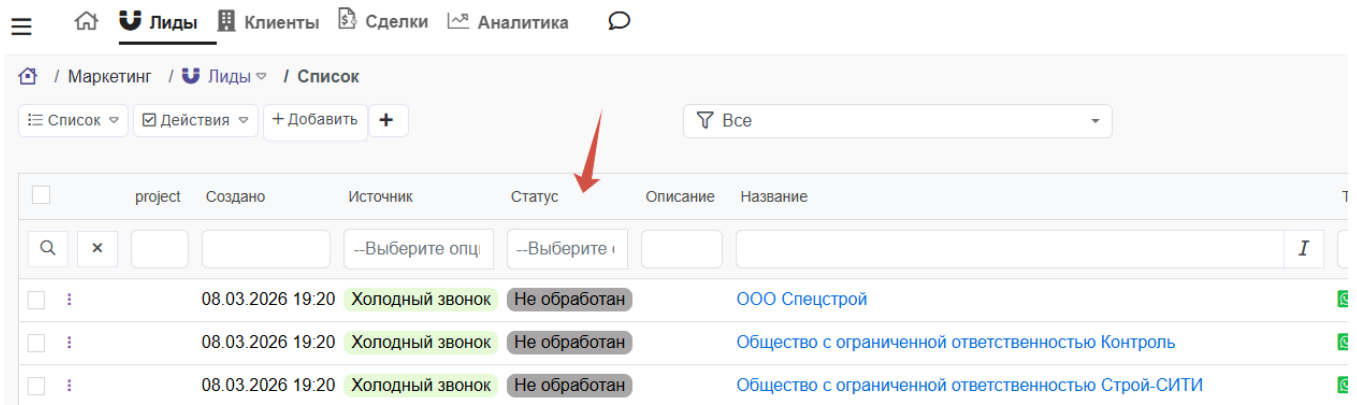 Лиды Клиенты Сделки Аналитика
/ Маркетинг / Лиды / Список
Список Действия + Добавить + Все
project Создано Источник Статус Описание Название
--Выберите опц --Выберите I
08.03.2026 19:20 Холодный звонок Не обработан ООО Спецстрой
08.03.2026 19:20 Холодный звонок Не обработан Общество с ограниченной ответственностью Контроль
08.03.2026 19:20 Холодный звонок Не обработан Общество с ограниченной ответственностью Строй-СИТИ